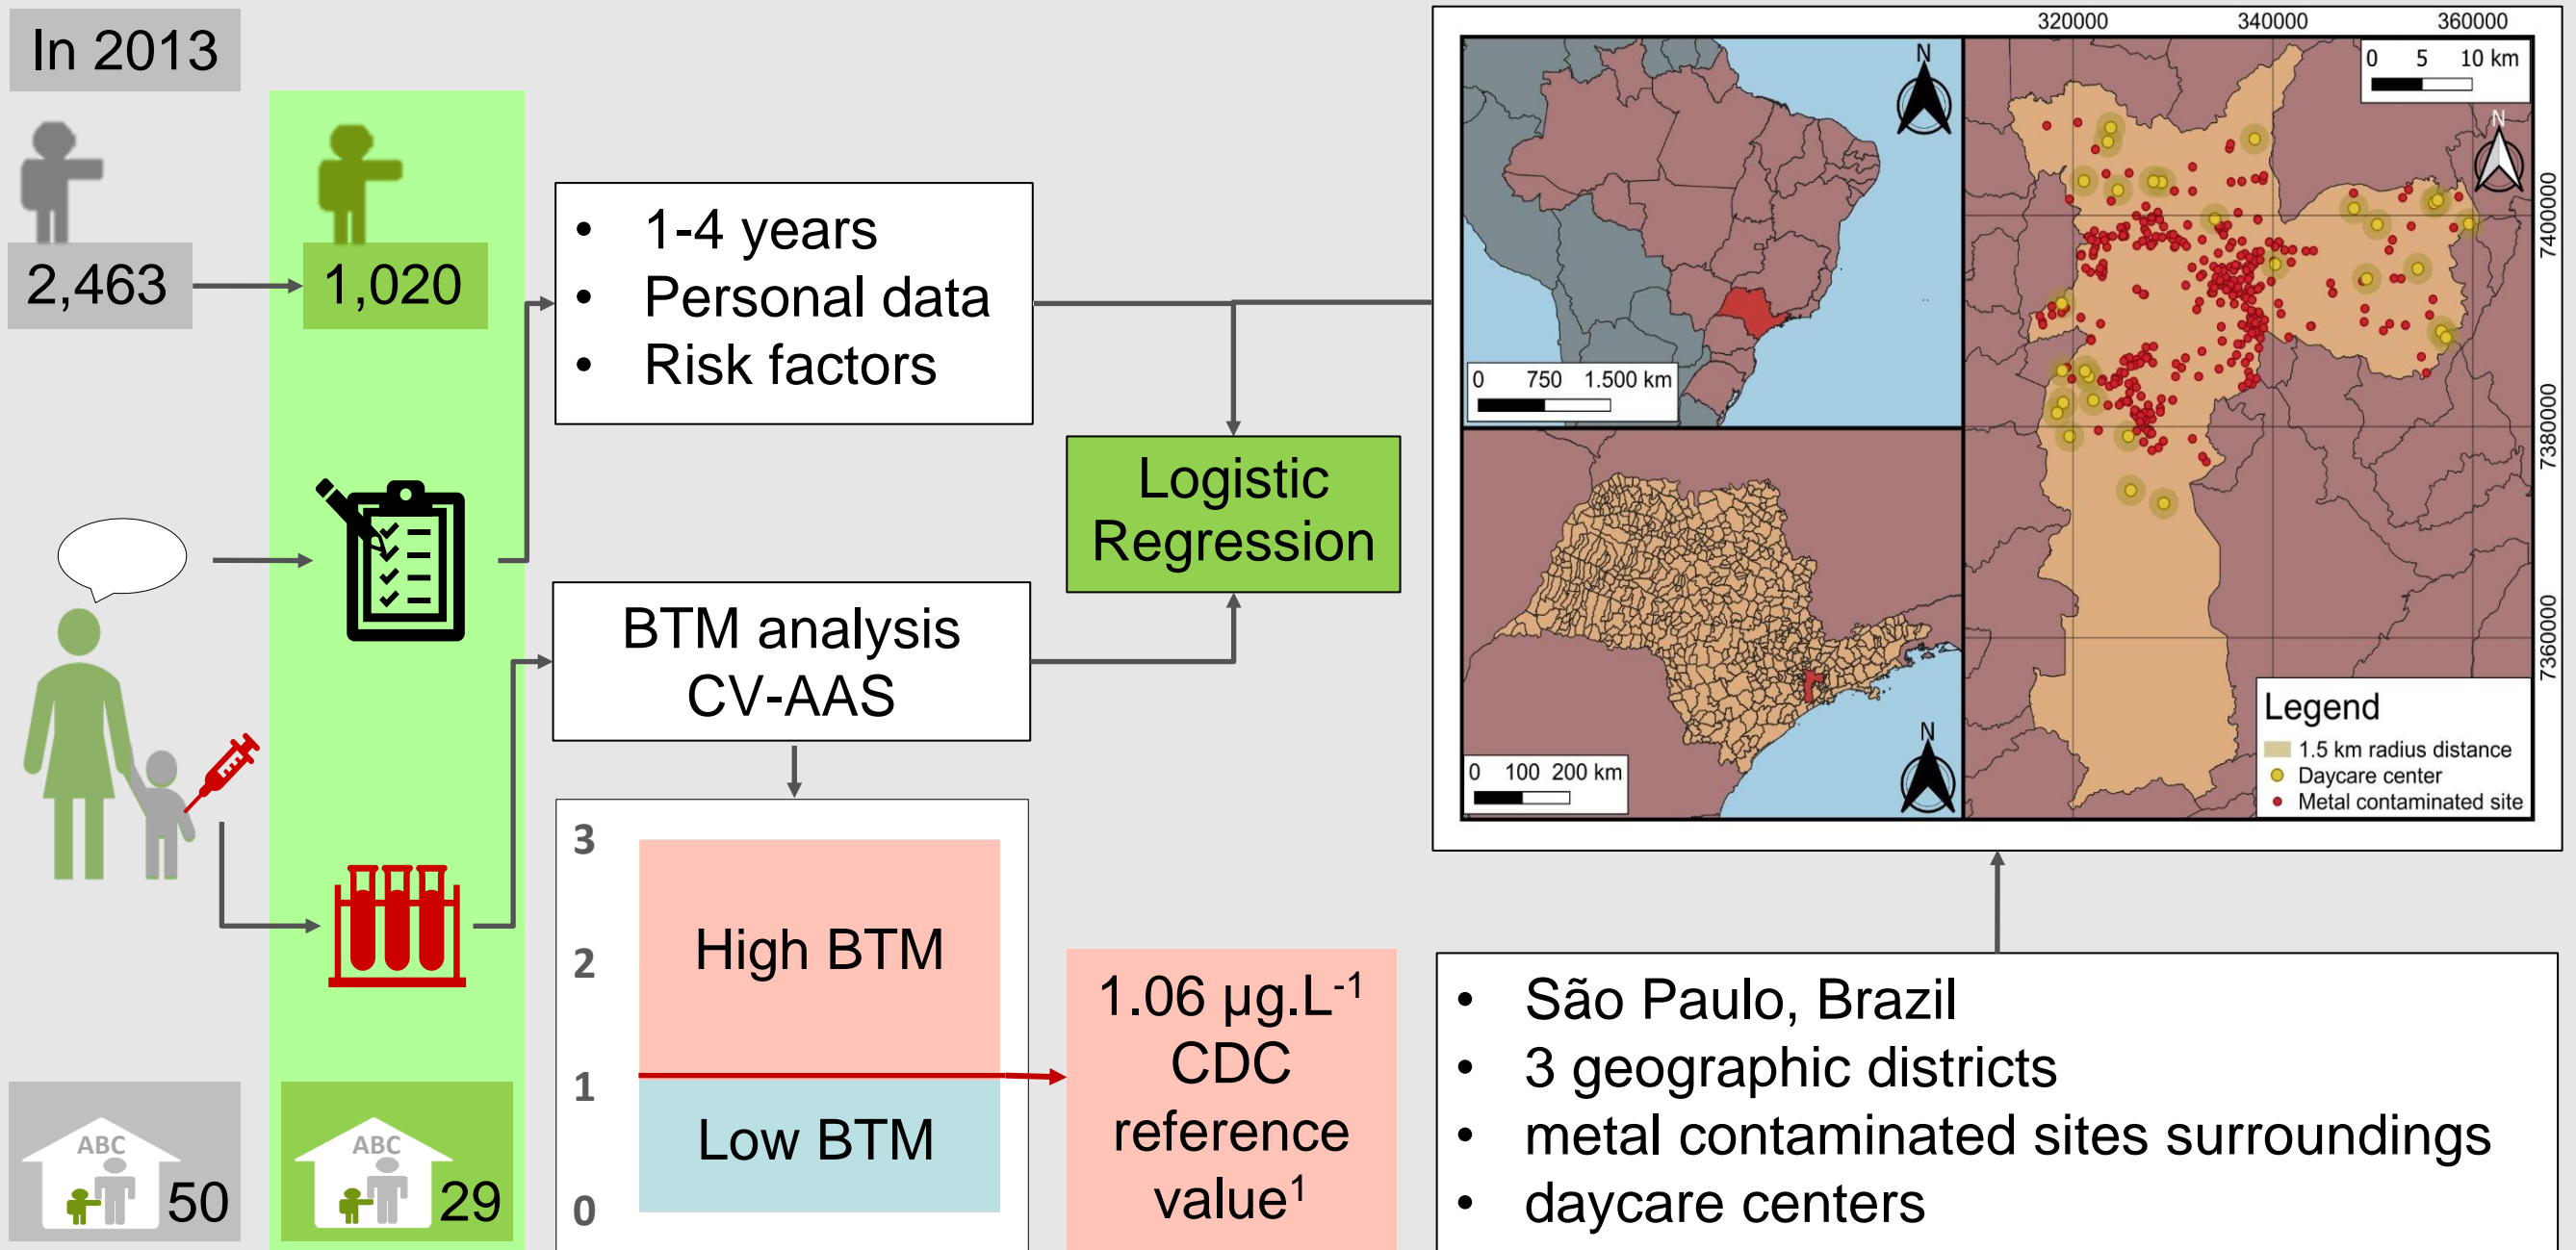 In 2013
2,463
1,020
• 1-4 years
• Personal data
• Risk factors
BTM analysis
CV-AAS
Logistic
Regression
3
2
1
0
High BTM
Low BTM
1.06 µg.L⁻¹
CDC
reference
value¹
ABC
50
ABC
29
320000
340000
360000
7400000
7380000
7360000
N
0 750 1.500 km
N
0 100 200 km
0 5 10 km
N
Legend
1.5 km radius distance
Daycare center
Metal contaminated site
• São Paulo, Brazil
• 3 geographic districts
• metal contaminated sites surroundings
• daycare centers